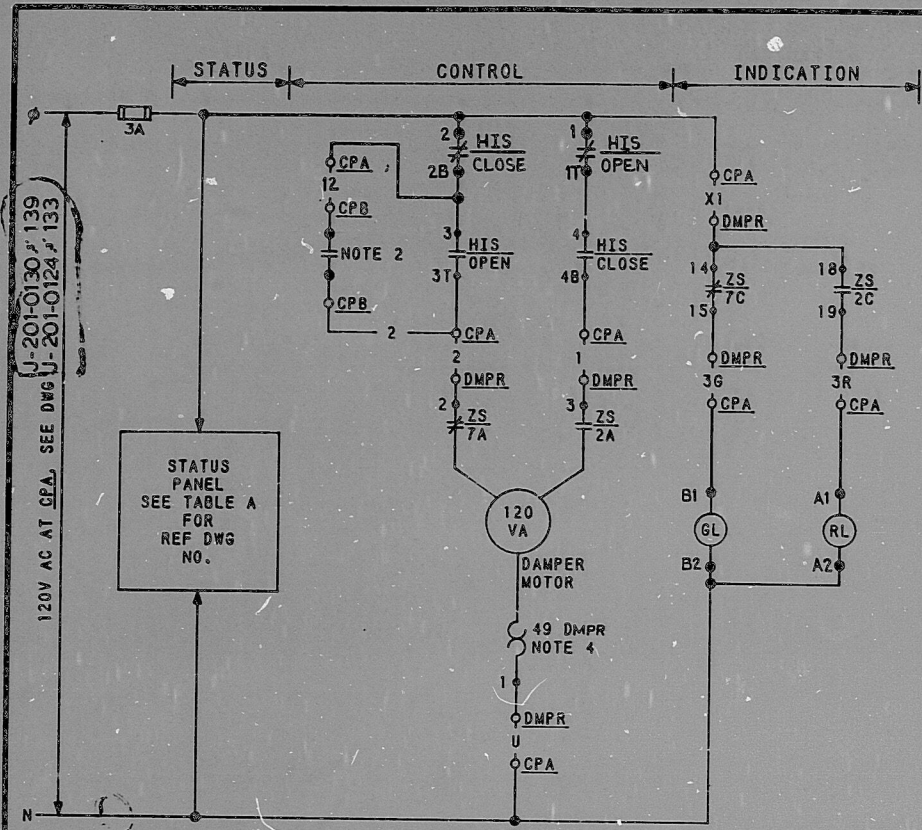 STATUS
CONTROL
INDICATION
ø
3A
2
HIS
CLOSE
2B
1
HIS
OPEN
1T
CPA
12
CPB
NOTE 2
CPB
2
3
HIS
OPEN
3T
4
HIS
CLOSE
4B
CPA
X1
DMPR
14
ZS
7C
15
18
ZS
2C
19
CPA
2
DMPR
2
ZS
7A
CPA
1
DMPR
3
ZS
2A
DMPR
3G
CPA
DMPR
3R
CPA
120V AC AT CPA SEE DWG
J-201-0130 & 139
J-201-0124 & 133
STATUS
PANEL
SEE TABLE A
FOR
REF DWG
NO.
120
VA
DAMPER
MOTOR
B1
GL
B2
A1
RL
A2
49 DMPR
NOTE 4
1
DMPR
U
CPA
N